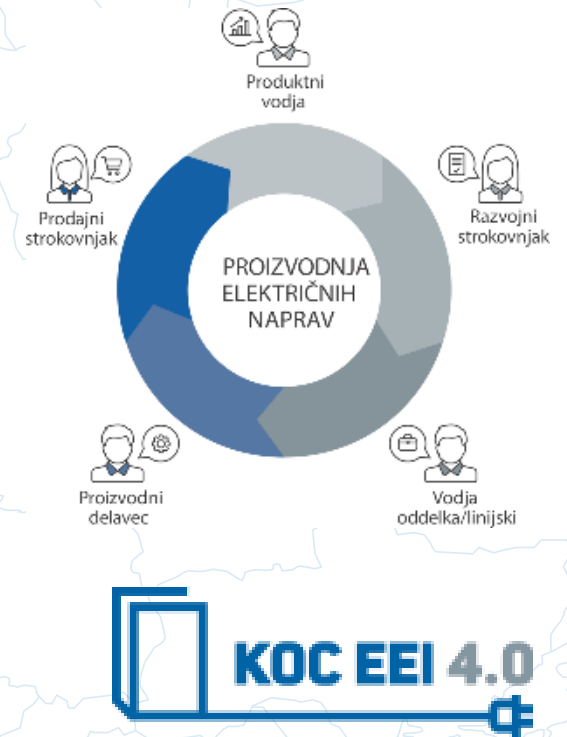 Produktni
vodja
Prodajni
strokovnjak
Razvojni
strokovnjak
PROIZVODNJA
ELEKTRIČNIH
NAPRAV
Proizvodni
delavec
Vodja
oddelka/linijski
KOC EEI 4.0